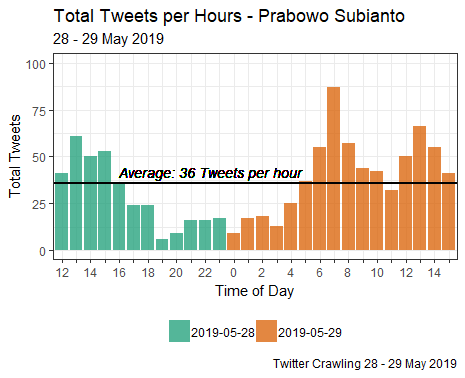 Total Tweets per Hours - Prabowo Subianto
28 - 29 May 2019
Total Tweets
100
75
50
25
0
Average: 36 Tweets per hour
12 14 16 18 20 22 0 2 4 6 8 10 12 14
Time of Day
2019-05-28 2019-05-29
Twitter Crawling 28 - 29 May 2019